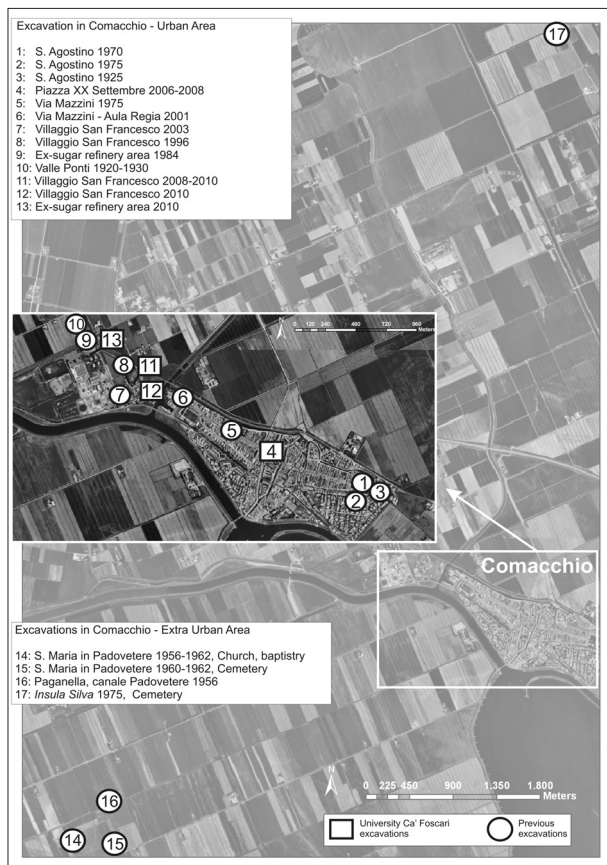 Excavation in Comacchio - Urban Area
1: S. Agostino 1970
2: S. Agostino 1975
3: S. Agostino 1925
4: Piazza XX Settembre 2006-2008
5: Via Mazzini 1975
6: Via Mazzini - Aula Regia 2001
7: Villaggio San Francesco 2003
8: Villaggio San Francesco 1996
9: Ex-sugar refinery area 1984
10: Valle Ponti 1920-1930
11: Villaggio San Francesco 2008-2010
12: Villaggio San Francesco 2010
13: Ex-sugar refinery area 2010
17
0 120 240 480 720 960
Meters
10
9
13
8
11
7
12
6
5
4
1
2
3
Comacchio
Excavations in Comacchio - Extra Urban Area
14: S. Maria in Padovetere 1956-1962, Church, baptistry
15: S. Maria in Padovetere 1960-1962, Cemetery
16: Paganella, canale Padovetere 1956
17: Insula Silva 1975, Cemetery
N
0 225 450 900 1.350 1.800
Meters
16
14
15
University Ca' Foscari
excavations
Previous
excavations